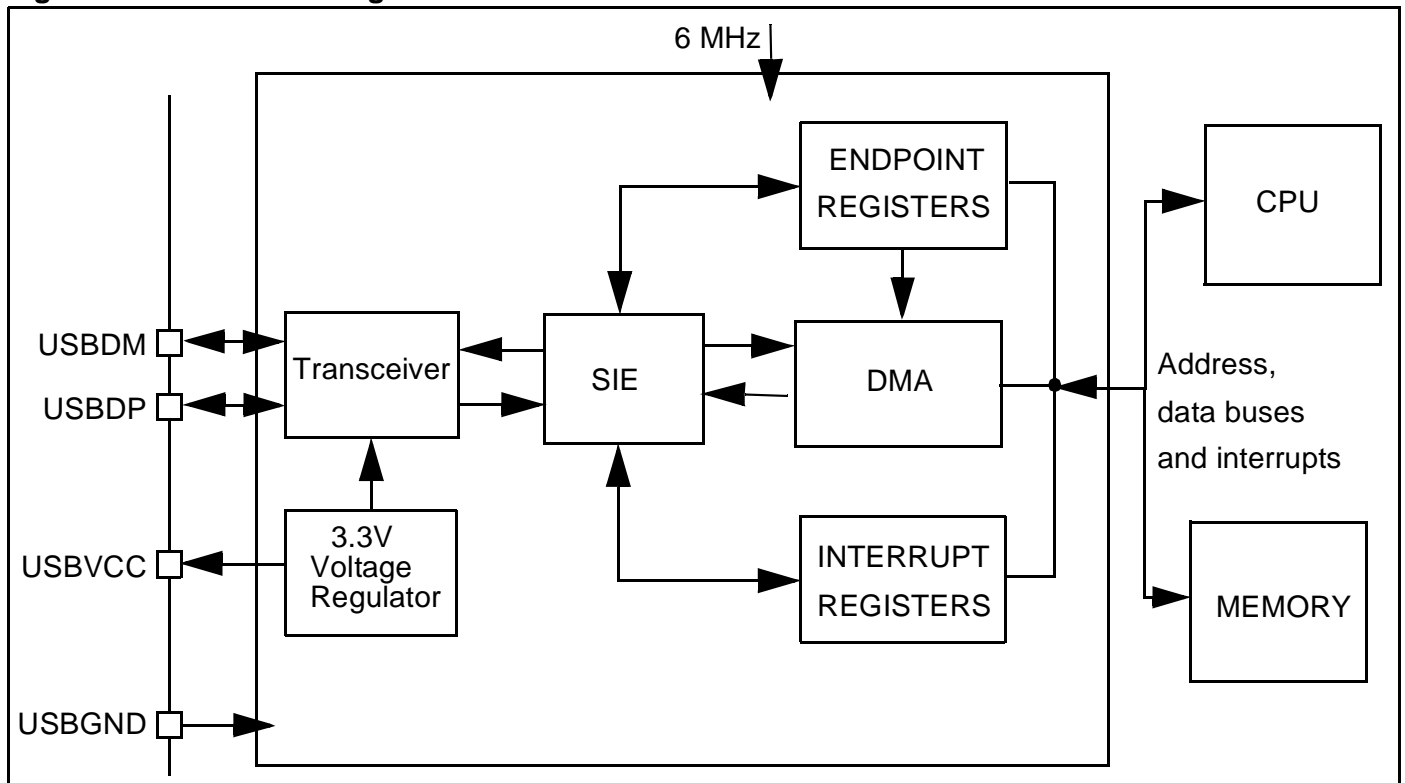 6 MHz
ENDPOINT
REGISTERS
CPU
USBDM
Transceiver
SIE
DMA
Address,
data buses
and interrupts
USBDP
3.3V
Voltage
Regulator
USBVCC
INTERRUPT
REGISTERS
MEMORY
USBGND